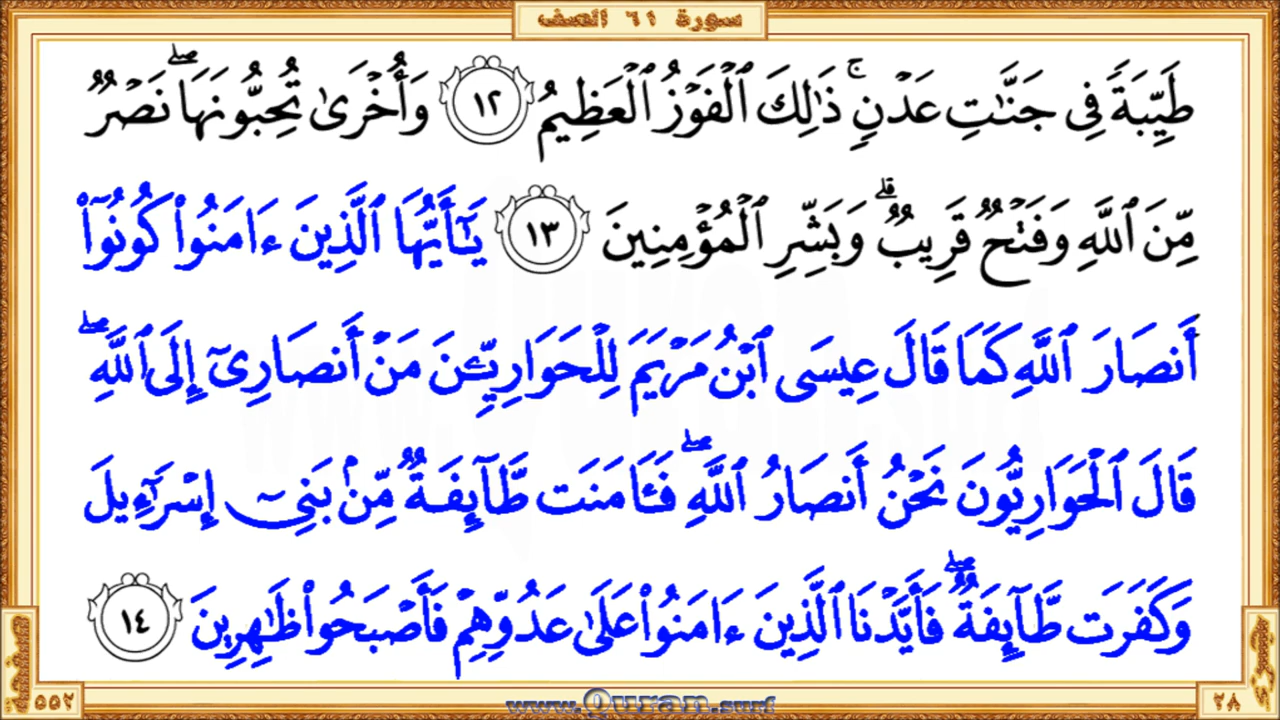 سورة ٦١ الصف
طَيِّبَةً فِى جَنَّٰتِ عَدْنٍ ۚ ذَٰلِكَ ٱلْفَوْزُ ٱلْعَظِيمُ ١٢ وَأُخْرَىٰ تُحِبُّونَهَا ۖ نَصْرٌ
مِّنَ ٱللَّهِ وَفَتْحٌ قَرِيبٌ ۗ وَبَشِّرِ ٱلْمُؤْمِنِينَ ١٣ يَٰٓأَيُّهَا ٱلَّذِينَ ءَامَنُوا۟ كُونُوٓا۟
أَنصَارَ ٱللَّهِ كَمَا قَالَ عِيسَى ٱبْنُ مَرْيَمَ لِلْحَوَارِيِّۦنَ مَنْ أَنصَارِىٓ إِلَى ٱللَّهِ ۖ
قَالَ ٱلْحَوَارِيُّونَ نَحْنُ أَنصَارُ ٱللَّهِ ۖ فَـَٔامَنَت طَّآئِفَةٌ مِّنۢ بَنِىٓ إِسْرَٰٓءِيلَ
وَكَفَرَت طَّآئِفَةٌ ۖ فَأَيَّدْنَا ٱلَّذِينَ ءَامَنُوا۟ عَلَىٰ عَدُوِّهِمْ فَأَصْبَحُوا۟ ظَٰهِرِينَ ١٤
٥٥٢
www.Quran.surf
٢٨